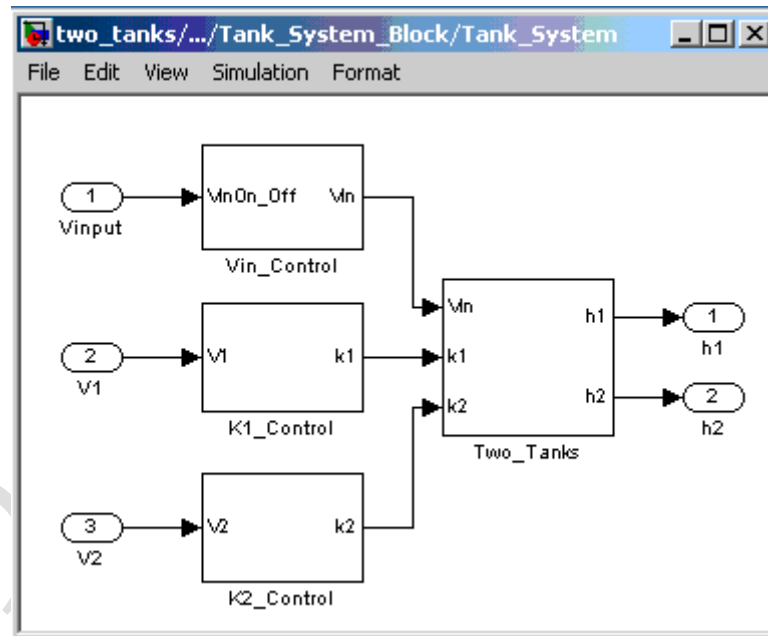 two_tanks/.../Tank_System_Block/Tank_System
File Edit View Simulation Format
1
Vinput
VinOn_Off Vin
Vin_Control
2
V1
V1 k1
K1_Control
3
V2
V2 k2
K2_Control
Vin
k1
k2
h1
h2
Two_Tanks
1
h1
2
h2